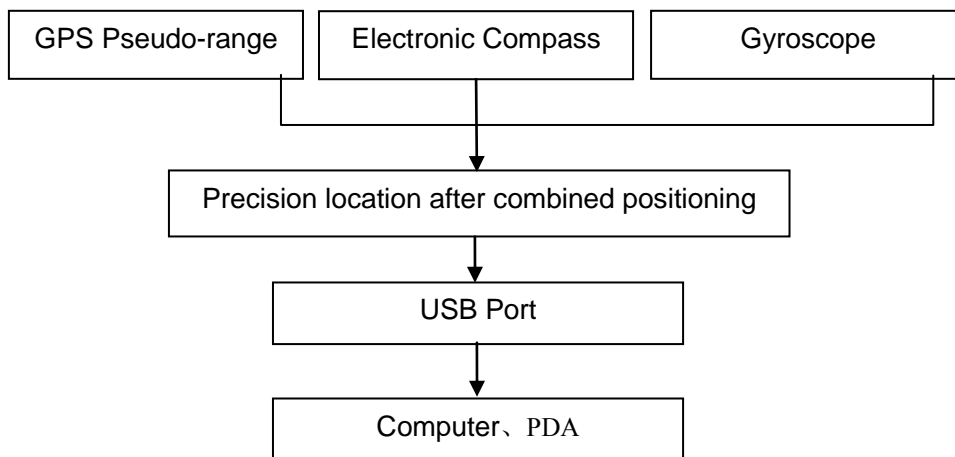 GPS Pseudo-range
Electronic Compass
Gyroscope
Precision location after combined positioning
USB Port
Computer、PDA